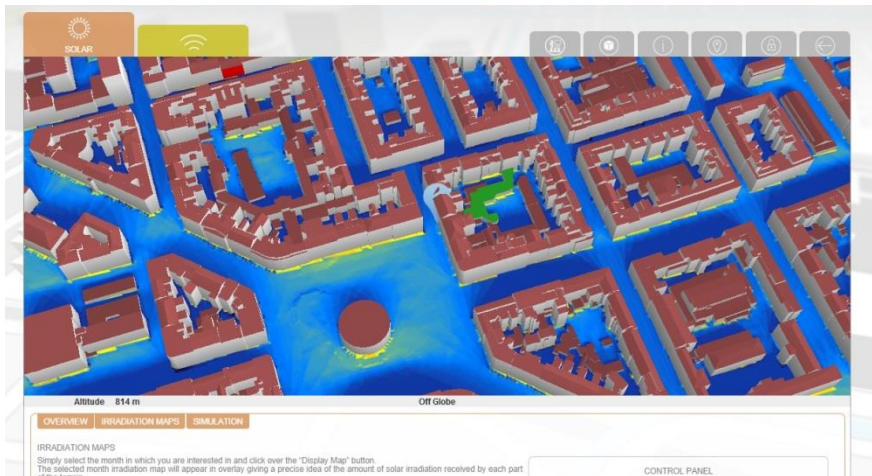 SOLAR
Altitude 814 m
Off Globe
OVERVIEW
IRRADIATION MAPS
SIMULATION
IRRADIATION MAPS
Simply select the month in which you are interested in and click over the "Display Map" button.
The selected month irradiation map will appear in overlay giving a precise idea of the amount of solar irradiation received by each part
CONTROL PANEL